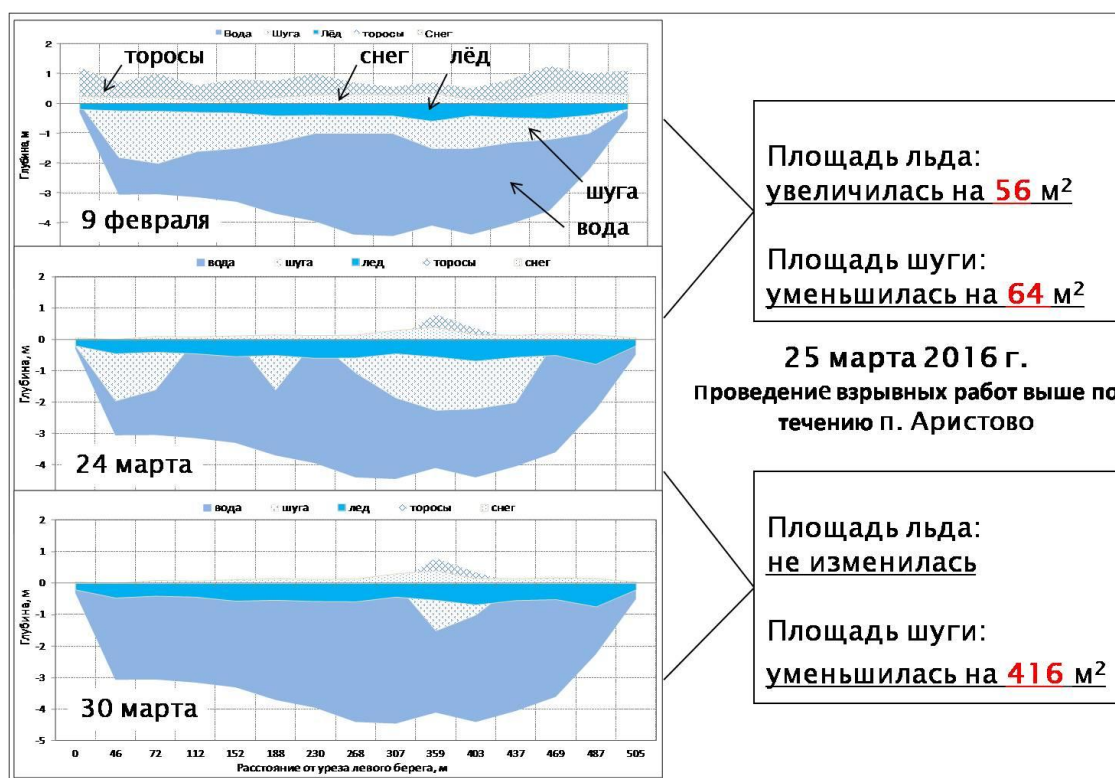 Вода Шуга Лёд торосы Снег
торосы
снег
лёд
2
1
0
-1
-2
-3
-4
Глубина, м
шуга
вода
9 февраля
вода шуга лед торосы снег
2
1
0
-1
-2
-3
-4
Глубина, м
24 марта
вода шуга лед торосы снег
2
1
0
-1
-2
-3
-4
-5
Глубина, м
30 марта
0 46 72 112 152 188 230 268 307 359 403 437 469 487 505
Расстояние от уреза левого берега, м
Площадь льда:
увеличилась на 56 м²
Площадь шуги:
уменьшилась на 64 м²
25 марта 2016 г.
Проведение взрывных работ выше по
течению п. Аристово
Площадь льда:
не изменилась
Площадь шуги:
уменьшилась на 416 м²